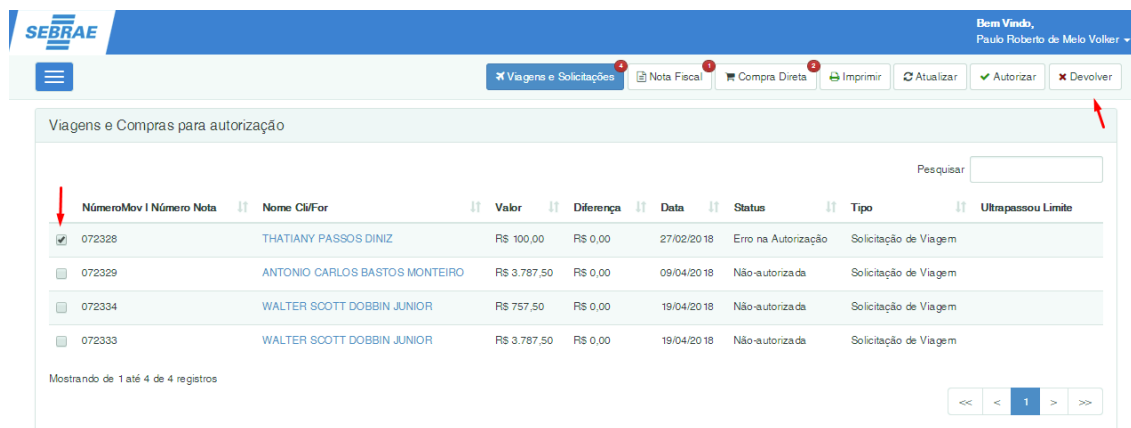 SEBRAE
Bem Vindo,
Paulo Roberto de Melo Volker
Viagens e Solicitações 4 Nota Fiscal 1 Compra Direta 2 Imprimir Atualizar Autorizar Devolver
Viagens e Compras para autorização
Pesquisar
NúmeroMov | Número Nota Nome Cli/For Valor Diferença Data Status Tipo Ultrapassou Limite
072328 THATIANY PASSOS DINIZ R$ 100,00 R$ 0,00 27/02/2018 Erro na Autorização Solicitação de Viagem
072329 ANTONIO CARLOS BASTOS MONTEIRO R$ 3.787,50 R$ 0,00 09/04/2018 Não-autorizada Solicitação de Viagem
072334 WALTER SCOTT DOBBIN JUNIOR R$ 757,50 R$ 0,00 19/04/2018 Não-autorizada Solicitação de Viagem
072333 WALTER SCOTT DOBBIN JUNIOR R$ 3.787,50 R$ 0,00 19/04/2018 Não-autorizada Solicitação de Viagem
Mostrando de 1 até 4 de 4 registros
<< < 1 > >>